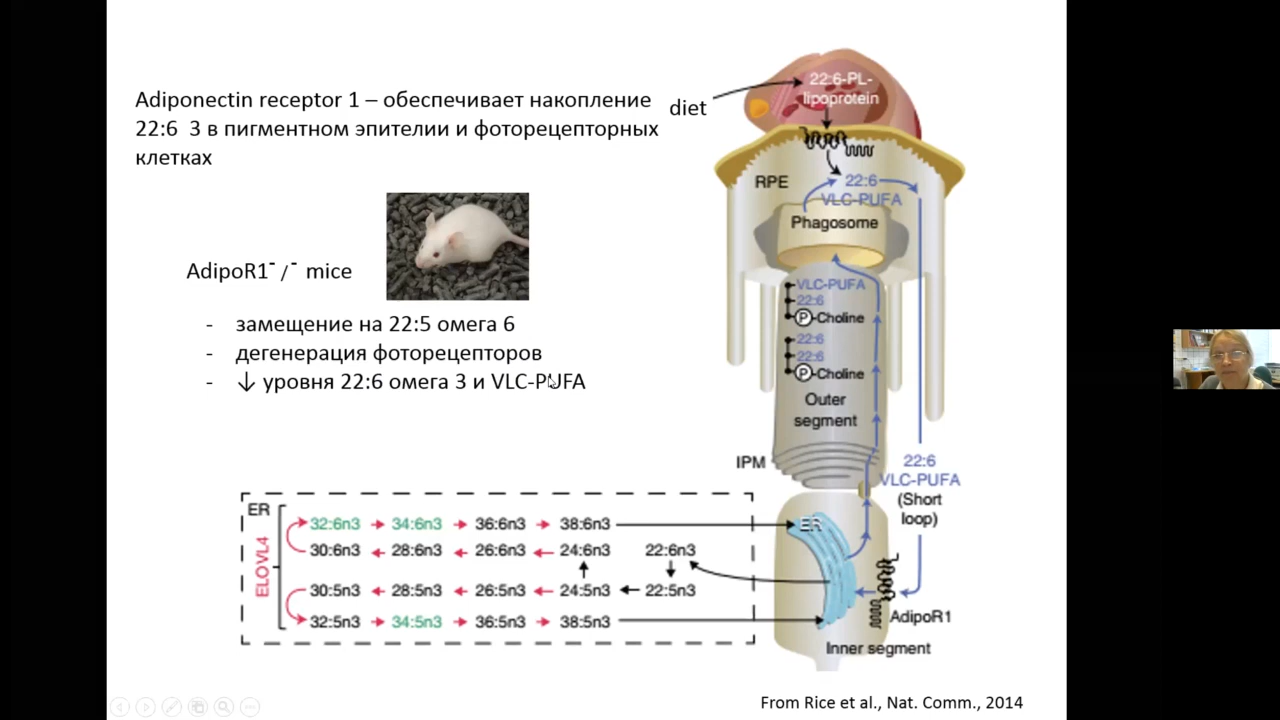 Adiponectin receptor 1 – обеспечивает накопление
22:6 3 в пигментном эпителии и фоторецепторных
клетках
diet
22:6-PL-
lipoprotein
RPE
22:6
VLC-PUFA
Phagosome
AdipoR1⁻/⁻ mice
- замещение на 22:5 омега 6
- дегенерация фоторецепторов
- ↓ уровня 22:6 омега 3 и VLC-PUFA
VLC-PUFA
22:6
P-Choline
22:6
22:6
P-Choline
Outer
segment
IPM
22:6
VLC-PUFA
(Short
loop)
ER
ELOVL4
32:6n3 → 34:6n3 → 36:6n3 → 38:6n3
30:6n3 ← 28:6n3 ← 26:6n3 ← 24:6n3 22:6n3
30:5n3 ← 28:5n3 ← 26:5n3 ← 24:5n3 ← 22:5n3
32:5n3 → 34:5n3 → 36:5n3 → 38:5n3
ER
AdipoR1
Inner segment
From Rice et al., Nat. Comm., 2014